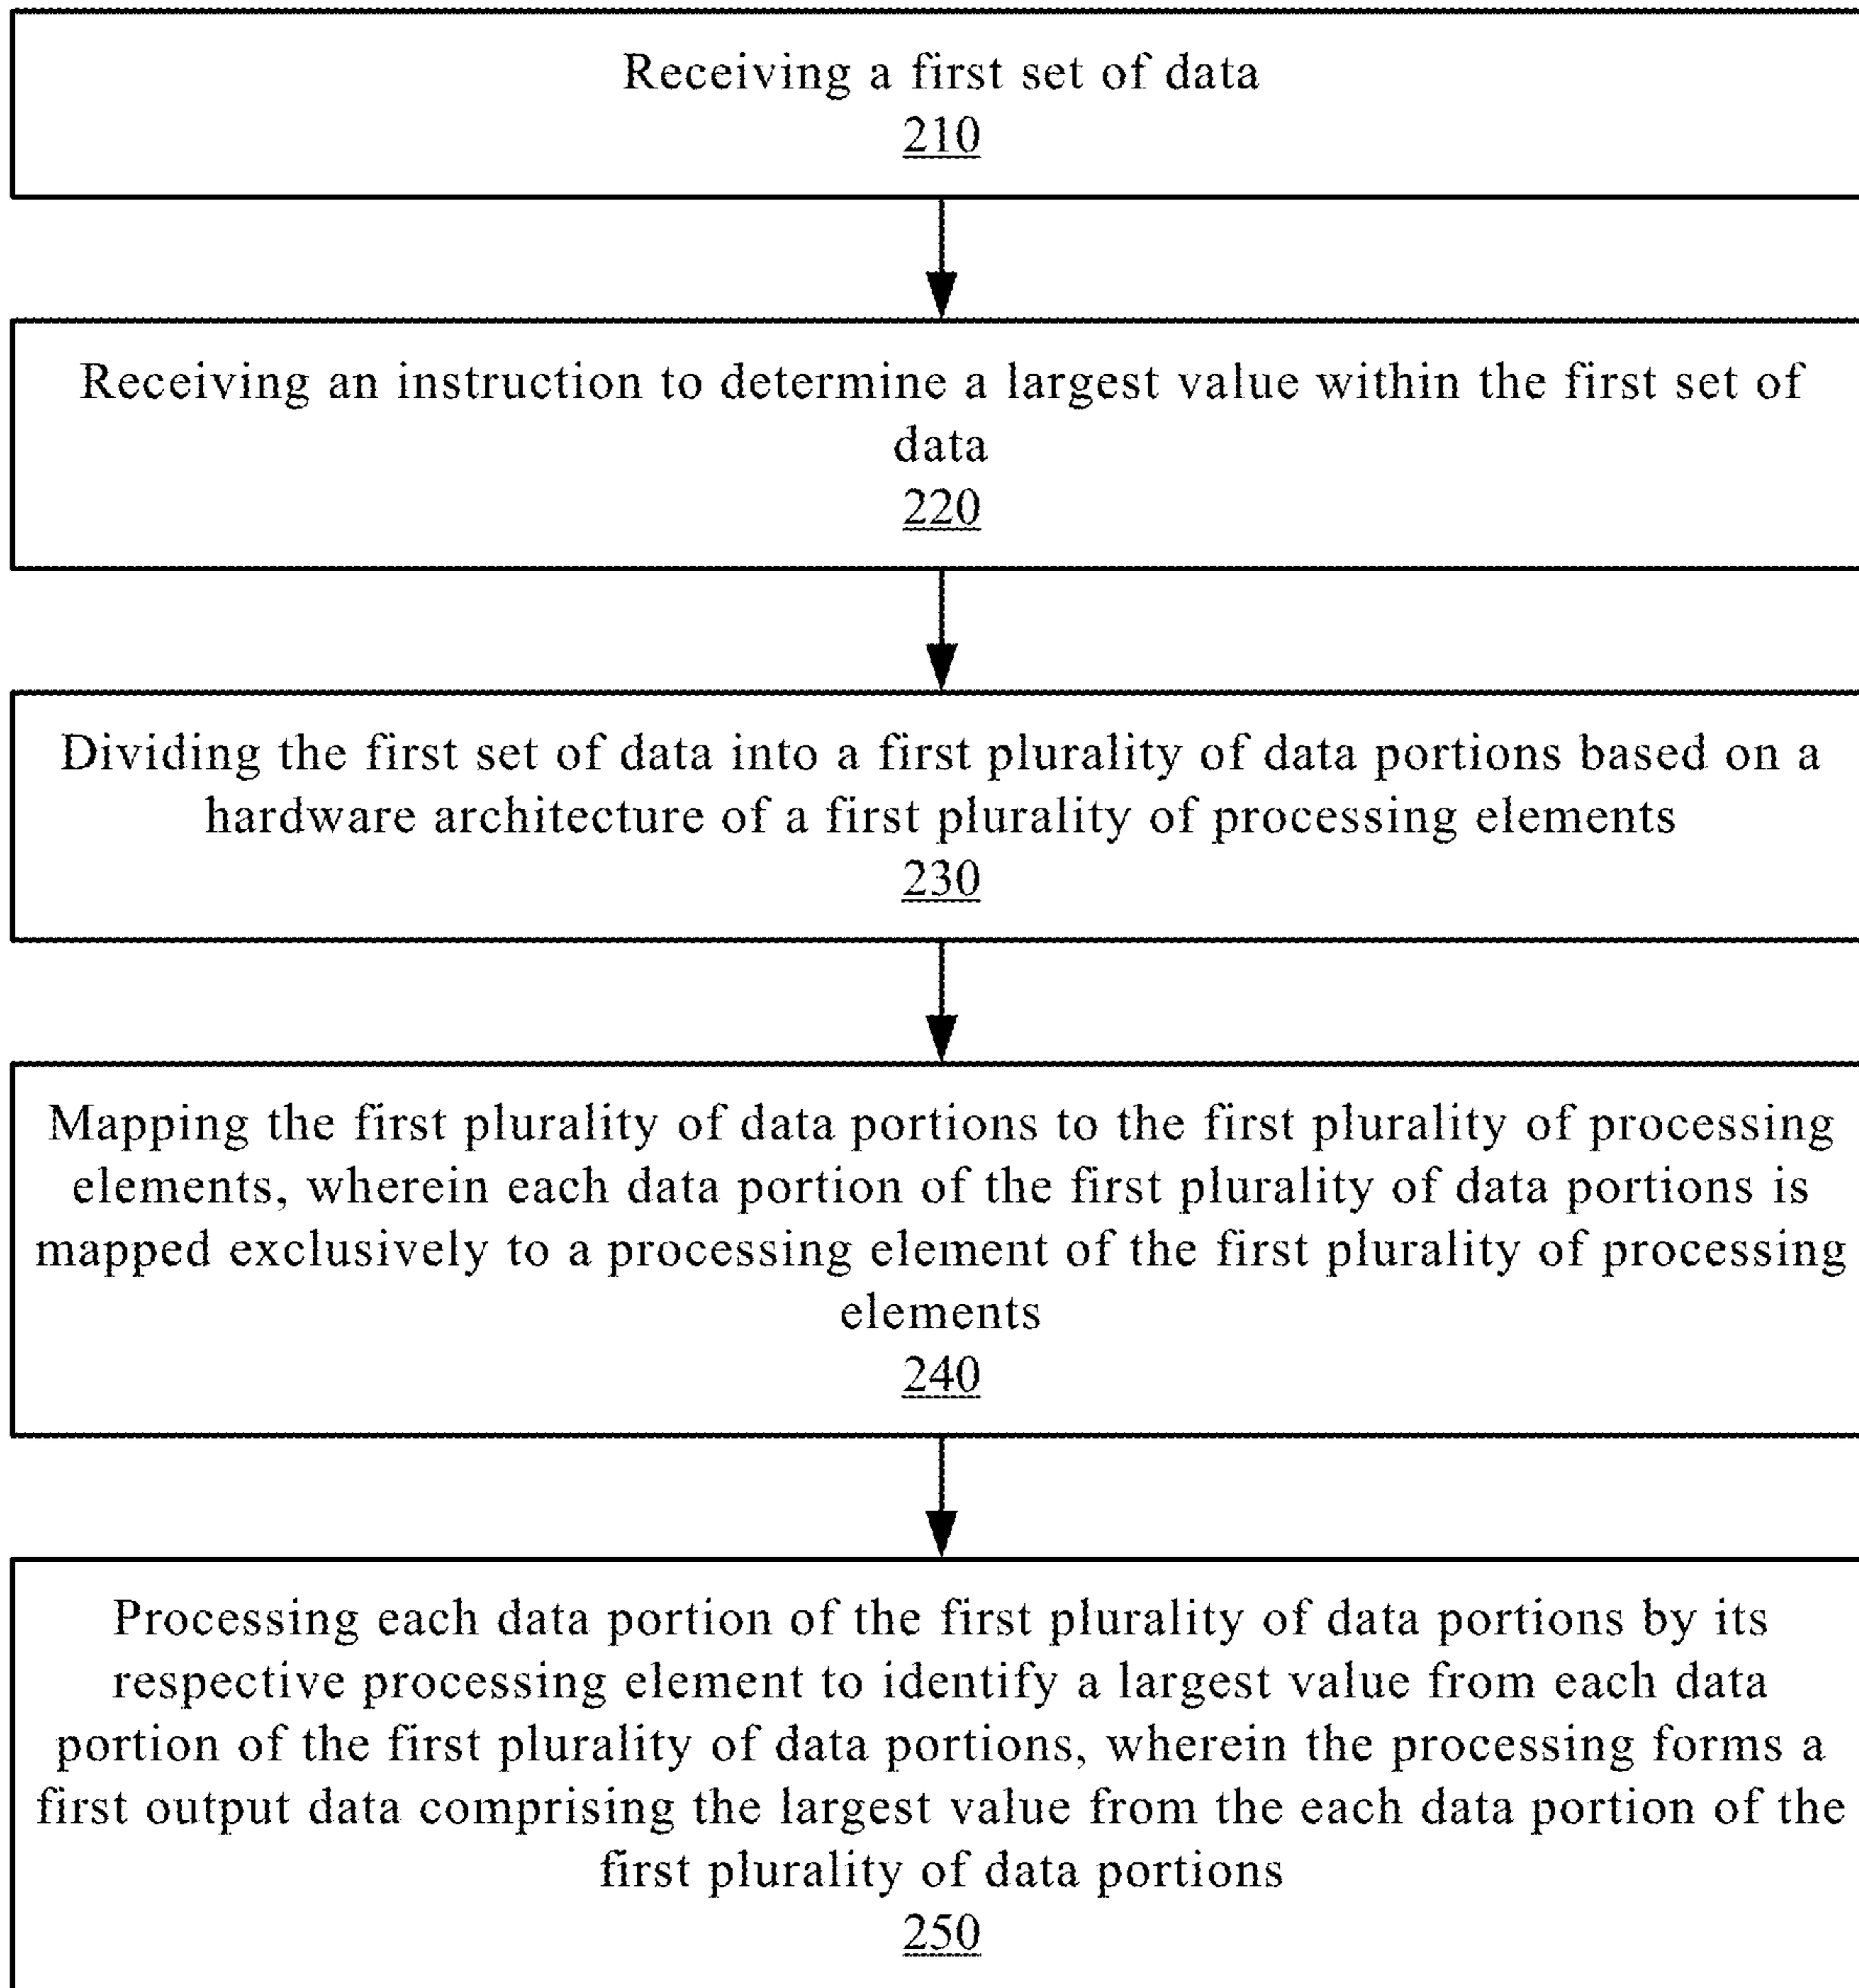 Receiving a first set of data
210
Receiving an instruction to determine a largest value within the first set of
data
220
Dividing the first set of data into a first plurality of data portions based on a
hardware architecture of a first plurality of processing elements
230
Mapping the first plurality of data portions to the first plurality of processing
elements, wherein each data portion of the first plurality of data portions is
mapped exclusively to a processing element of the first plurality of processing
elements
240
Processing each data portion of the first plurality of data portions by its
respective processing element to identify a largest value from each data
portion of the first plurality of data portions, wherein the processing forms a
first output data comprising the largest value from the each data portion of the
first plurality of data portions
250